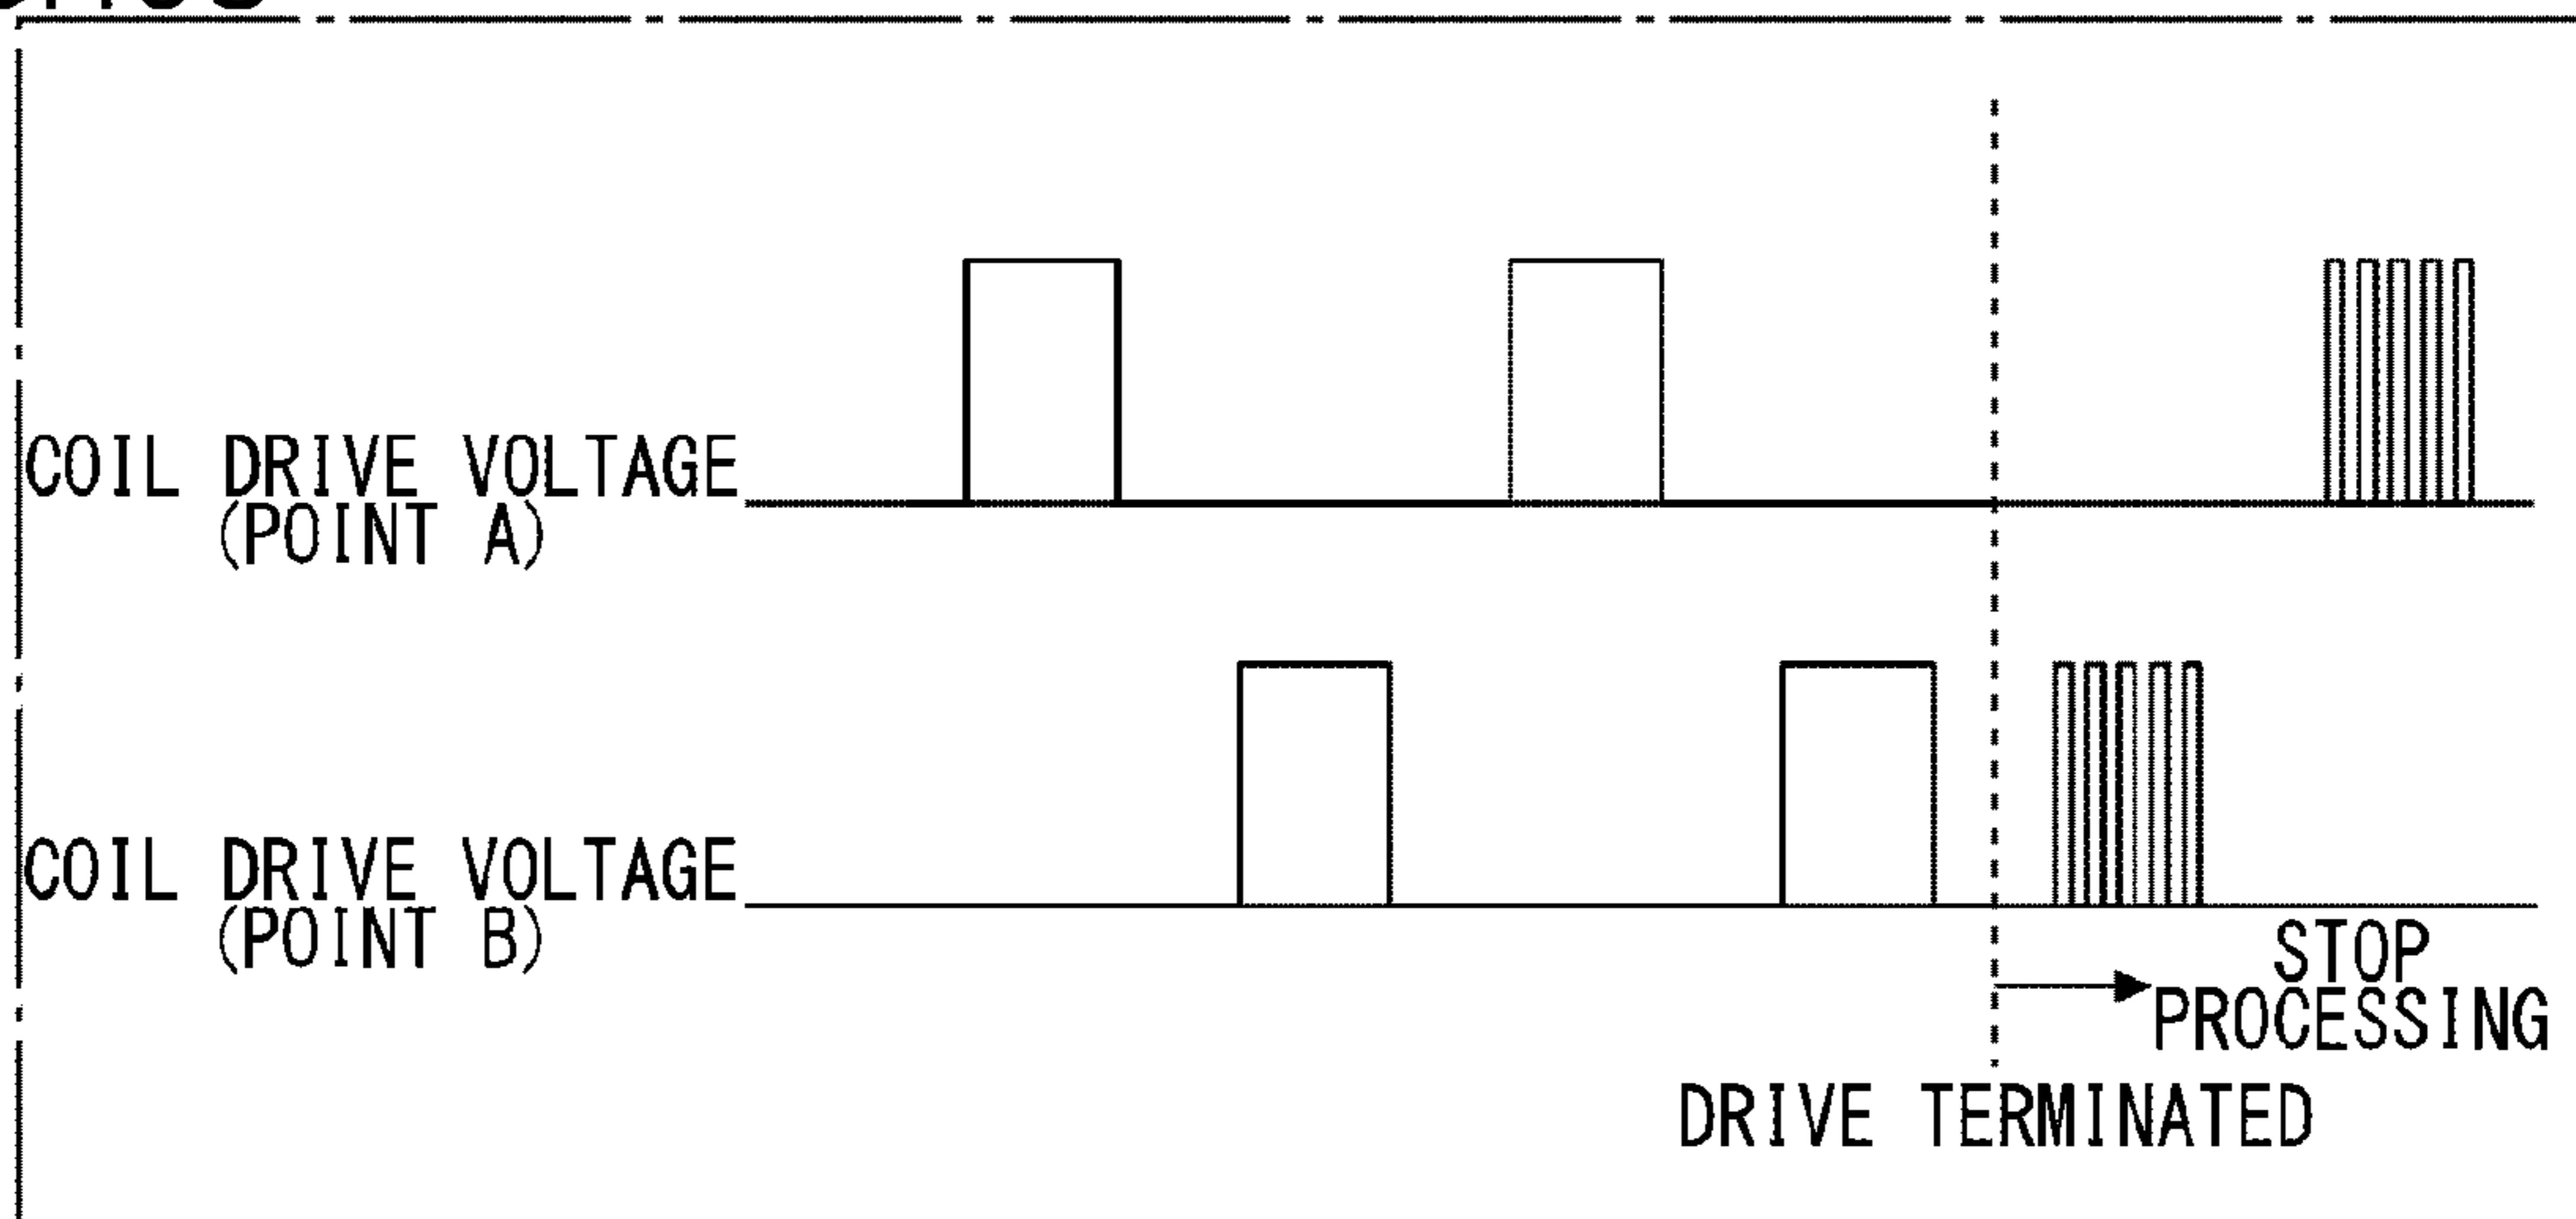 COIL DRIVE VOLTAGE
(POINT A)
COIL DRIVE VOLTAGE
(POINT B)
STOP
PROCESSING
DRIVE TERMINATED